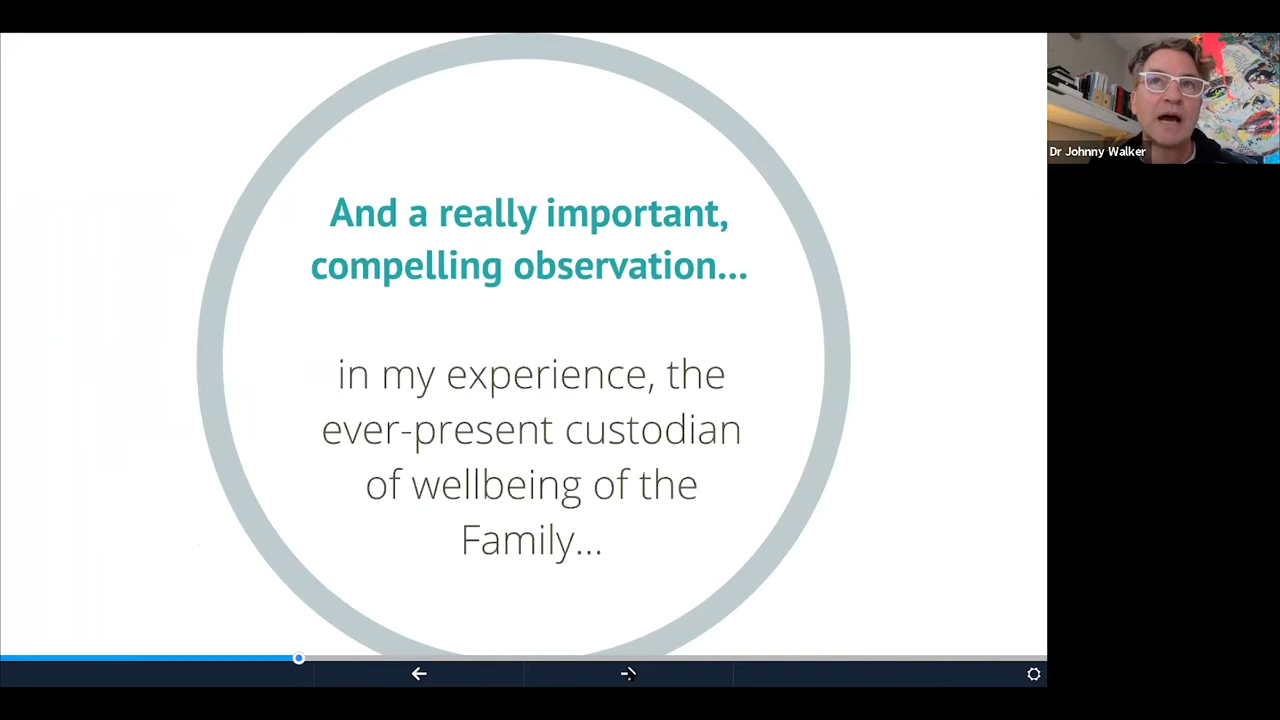 And a really important,
compelling observation...
in my experience, the
ever-present custodian
of wellbeing of the
Family...
Dr Johnny Walker